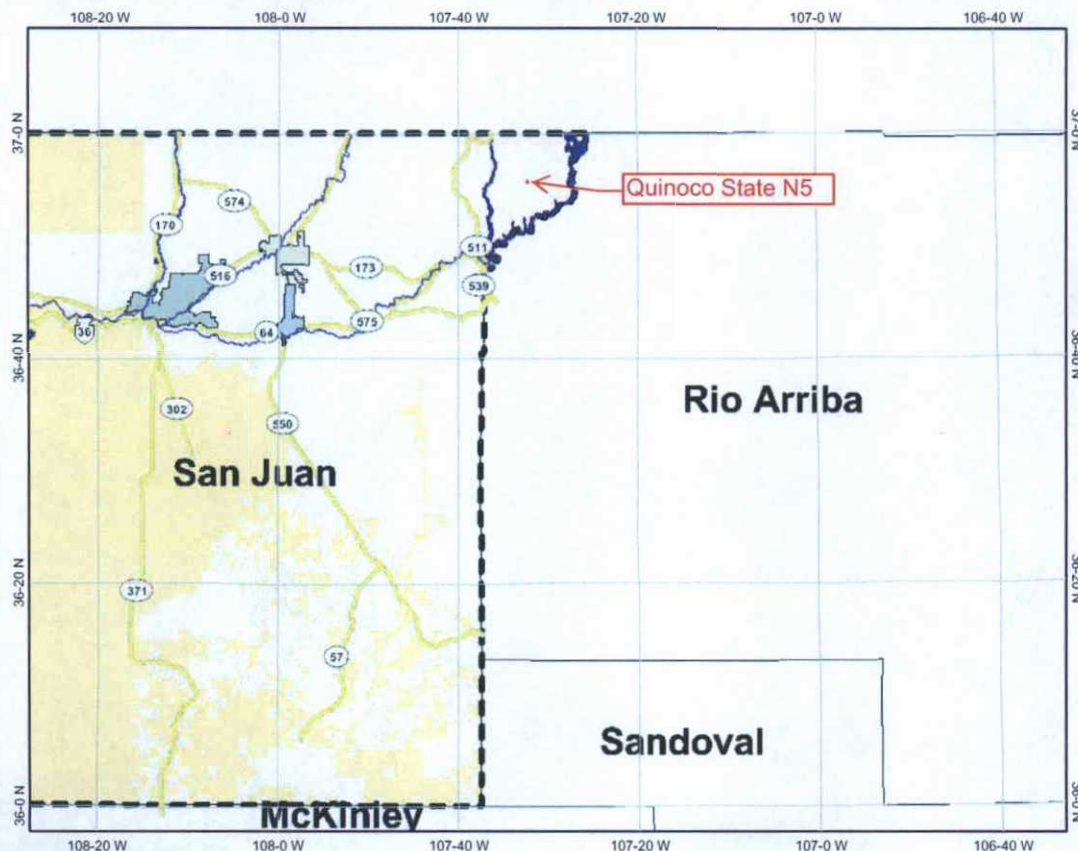 108-20 W 108-0 W 107-40 W 107-20 W 107-0 W 106-40 W
37-0 N
37-0 N
Quinoco State N5
574
170
511
516
173
539
36
64
575
36-40 N
36-40 N
Rio Arriba
302
550
San Juan
371
36-20 N
36-20 N
57
Sandoval
36-0 N
36-0 N
McKinley
108-20 W 108-0 W 107-40 W 107-20 W 107-0 W 106-40 W